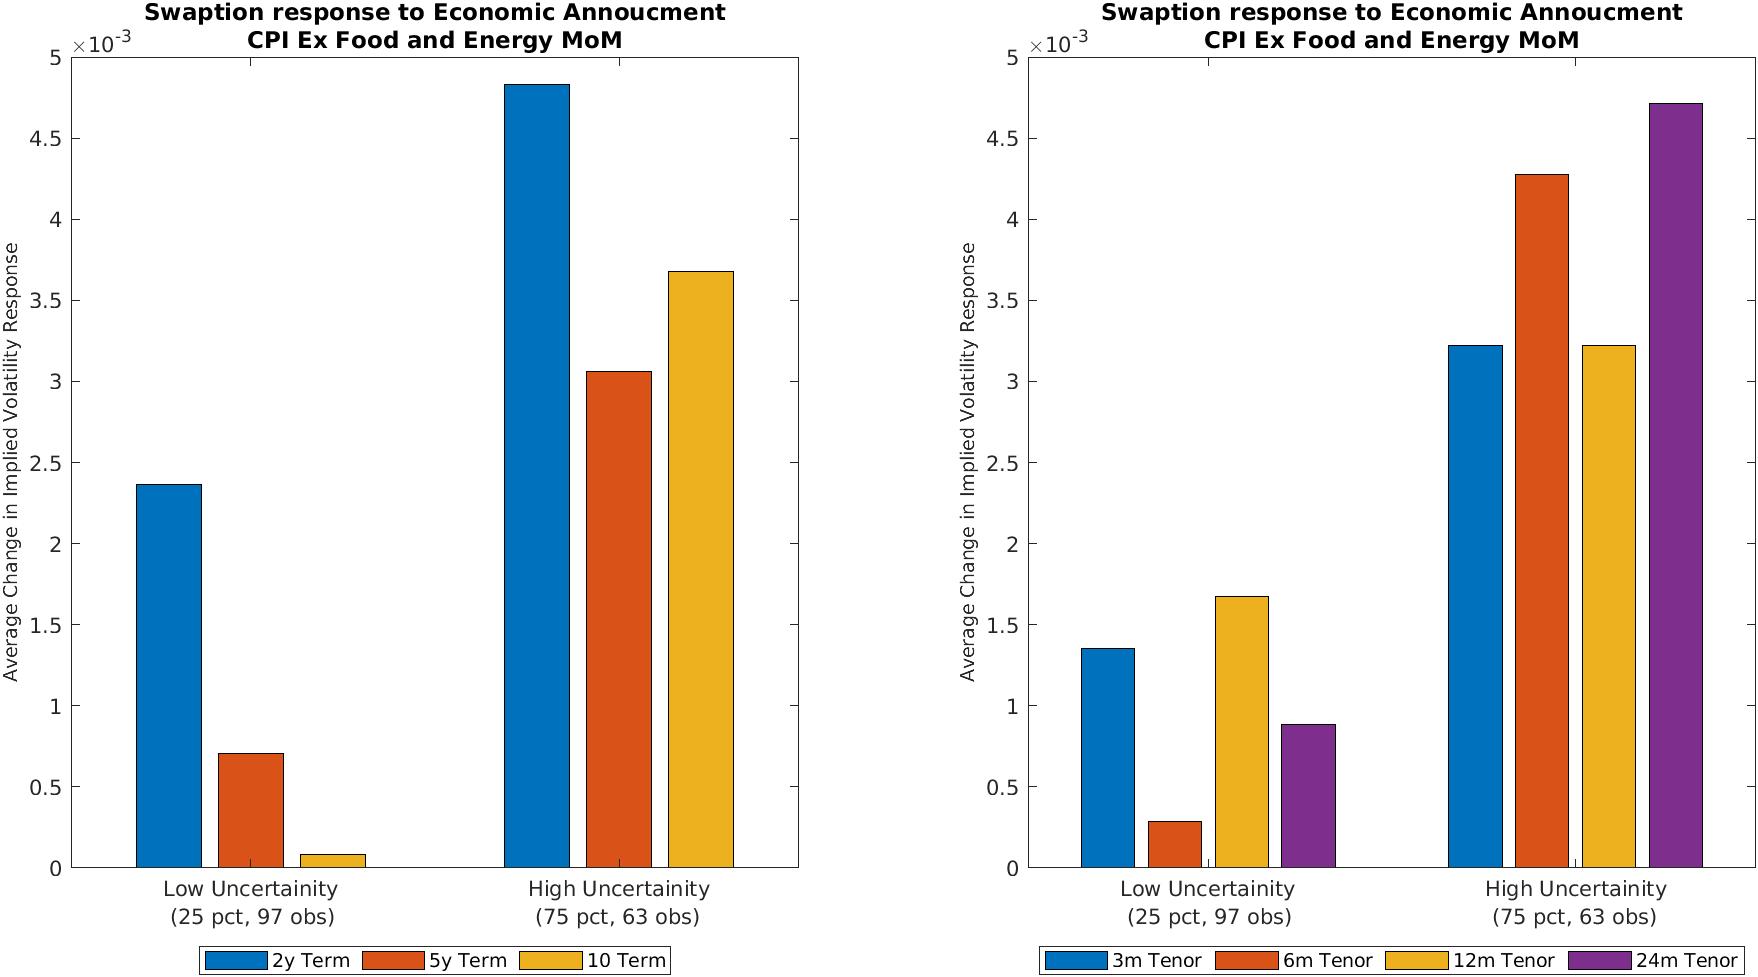 Swaption response to Economic Annoucment
CPI Ex Food and Energy MoM
×10-3
5
4.5
4
3.5
3
2.5
2
1.5
1
0.5
0
Average Change in Implied Volatility Response
Low Uncertainity
(25 pct, 97 obs)
High Uncertainity
(75 pct, 63 obs)
2y Term
5y Term
10 Term
Swaption response to Economic Annoucment
CPI Ex Food and Energy MoM
×10-3
5
4.5
4
3.5
3
2.5
2
1.5
1
0.5
0
Average Change in Implied Volatility Response
Low Uncertainity
(25 pct, 97 obs)
High Uncertainity
(75 pct, 63 obs)
3m Tenor
6m Tenor
12m Tenor
24m Tenor